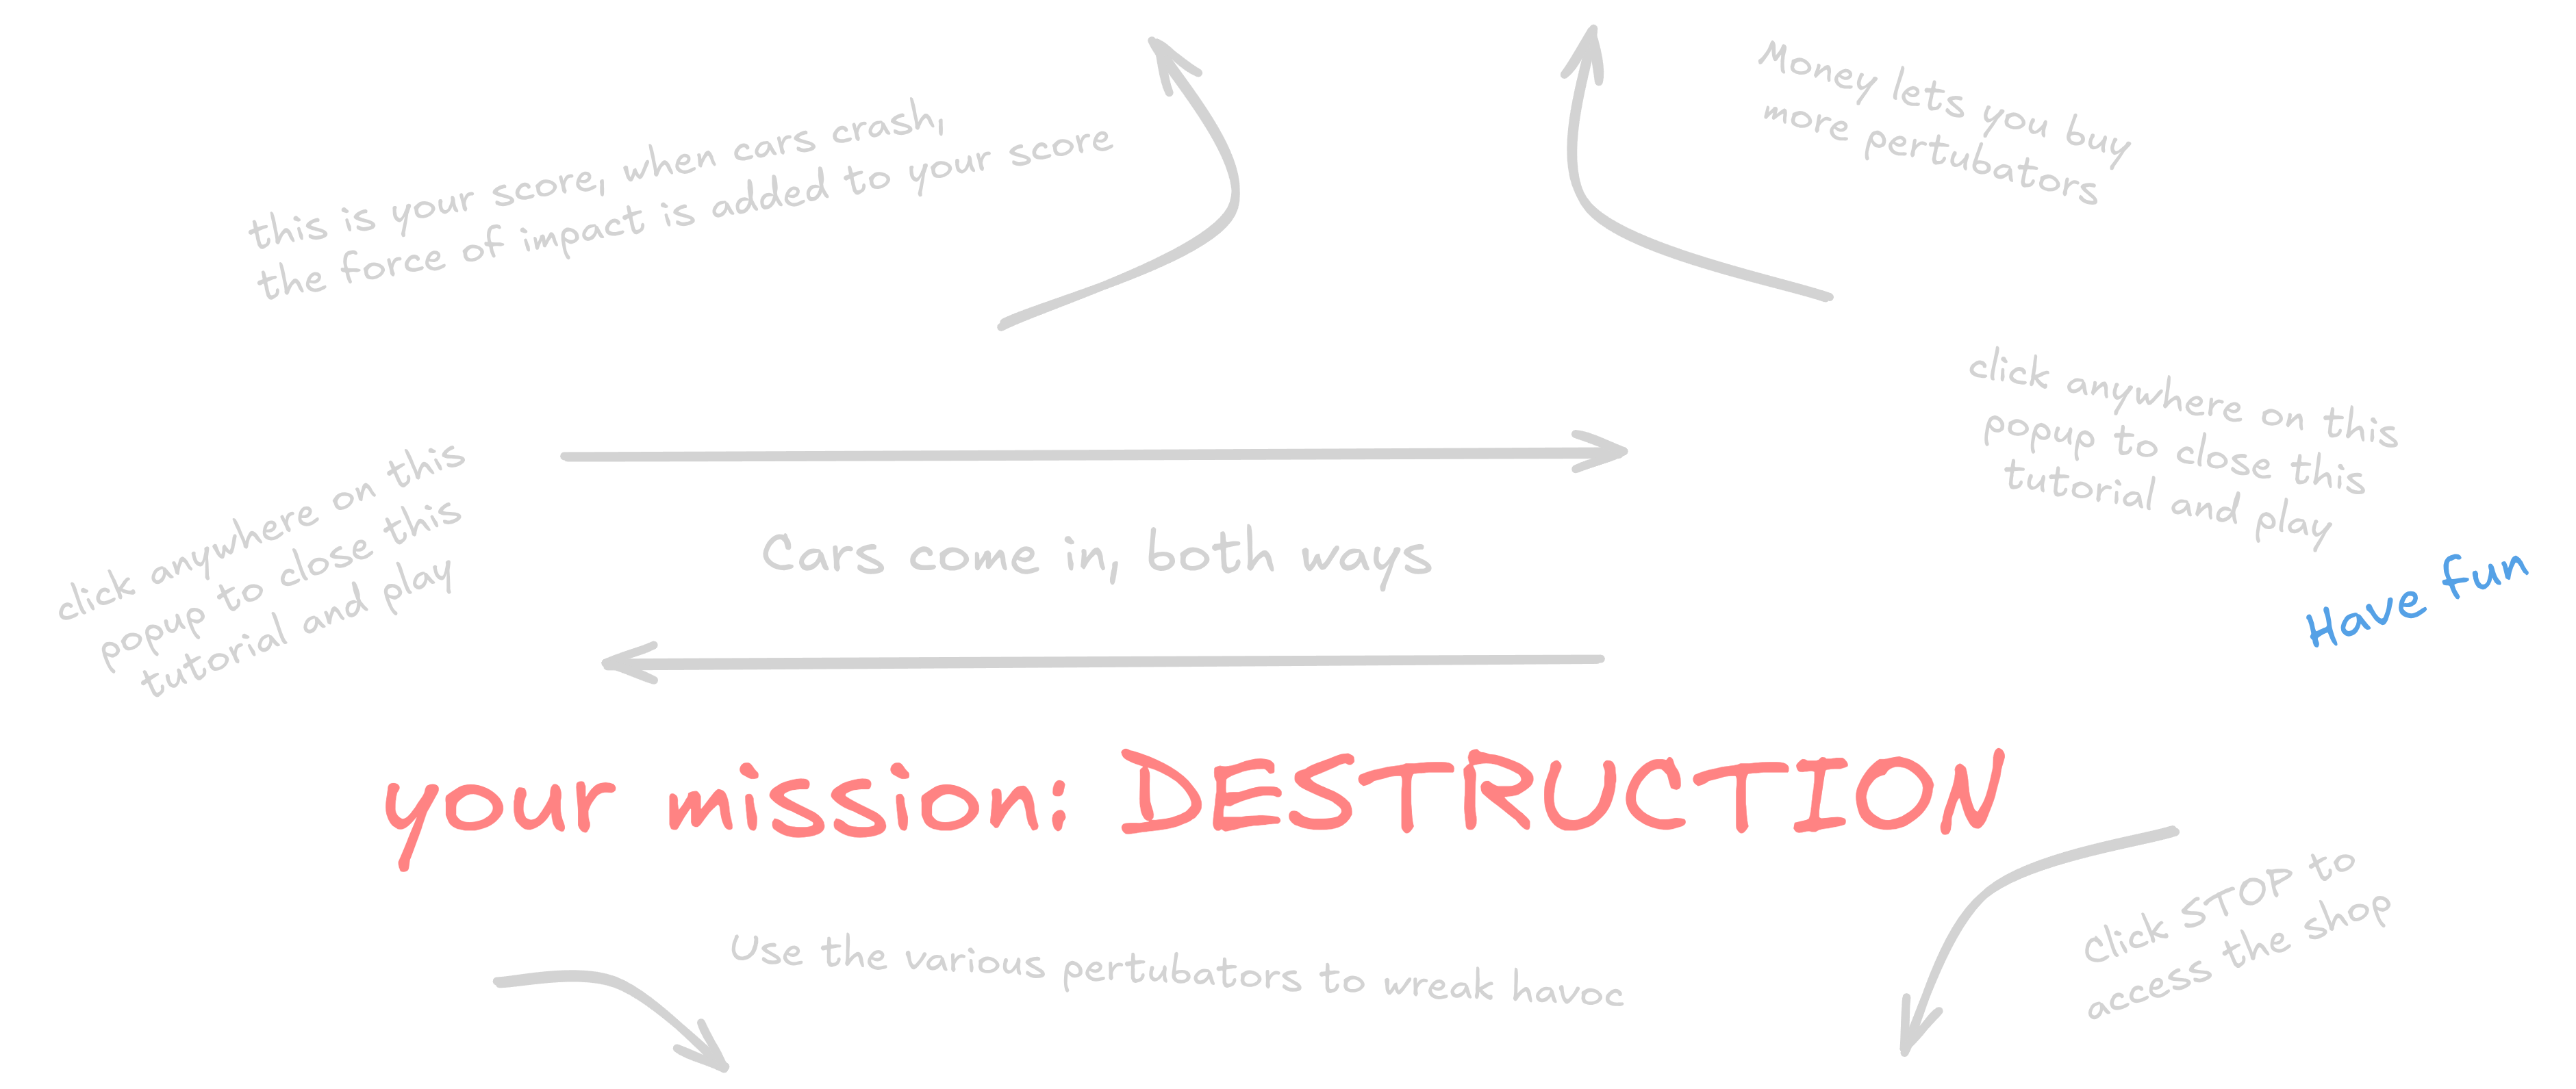 this is your score, when cars crash,
the force of impact is added to your score
Money lets you buy
more pertubators
click anywhere on this
popup to close this
tutorial and play
click anywhere on this
popup to close this
tutorial and play
Cars come in, both ways
Have fun
your mission: DESTRUCTION
Use the various pertubators to wreak havoc
Click STOP to
access the shop